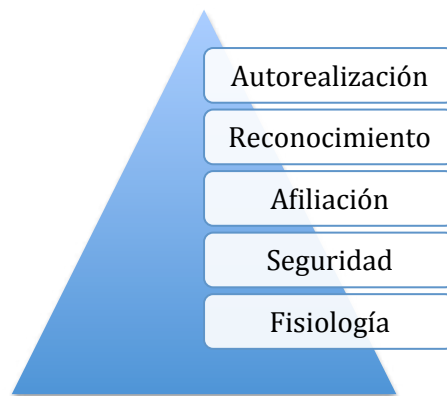 Autorealización
Reconocimiento
Afiliación
Seguridad
Fisiología